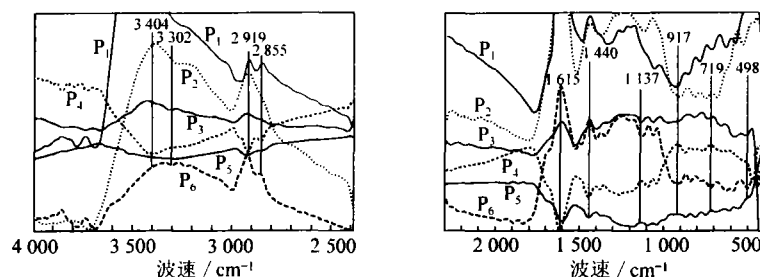 3 404
3 302
2 919
2 855
P₁
P₁
P₂
P₄
P₃
P₅
P₆
4 000
3 500
3 000
2 500
波速 / cm⁻¹
917
1 440
P₁
1 615
1 137
719
498
P₂
P₃
P₄
P₅
P₆
2 000
1 500
1 000
500
波速 / cm⁻¹